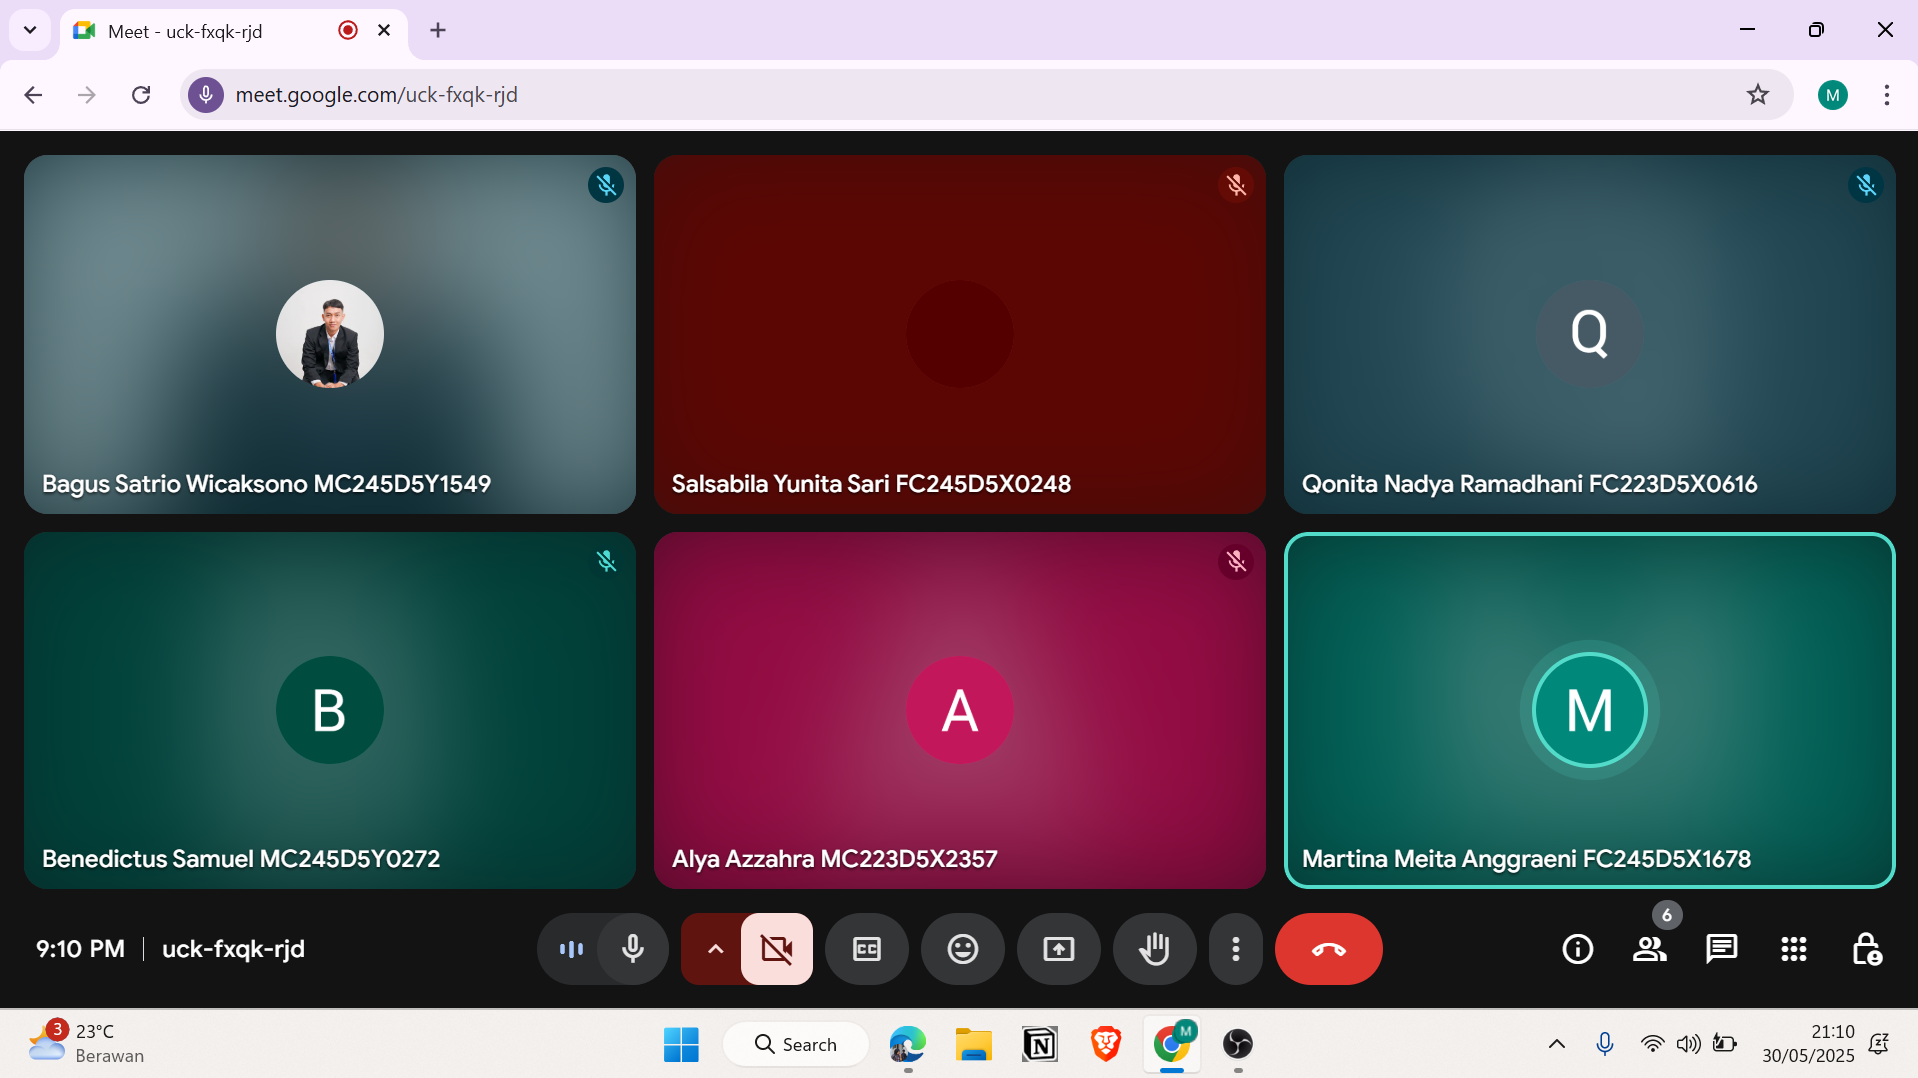 Meet - uck-fxqk-rjd
meet.google.com/uck-fxqk-rjd
M
Bagus Satrio Wicaksono MC245D5Y1549
Salsabila Yunita Sari FC245D5X0248
Q
Qonita Nadya Ramadhani FC223D5X0616
B
Benedictus Samuel MC245D5Y0272
A
Alya Azzahra MC223D5X2357
M
Martina Meita Anggraeni FC245D5X1678
9:10 PM
uck-fxqk-rjd
CC
6
3
23°C
Berawan
Search
N
M
21:10
30/05/2025